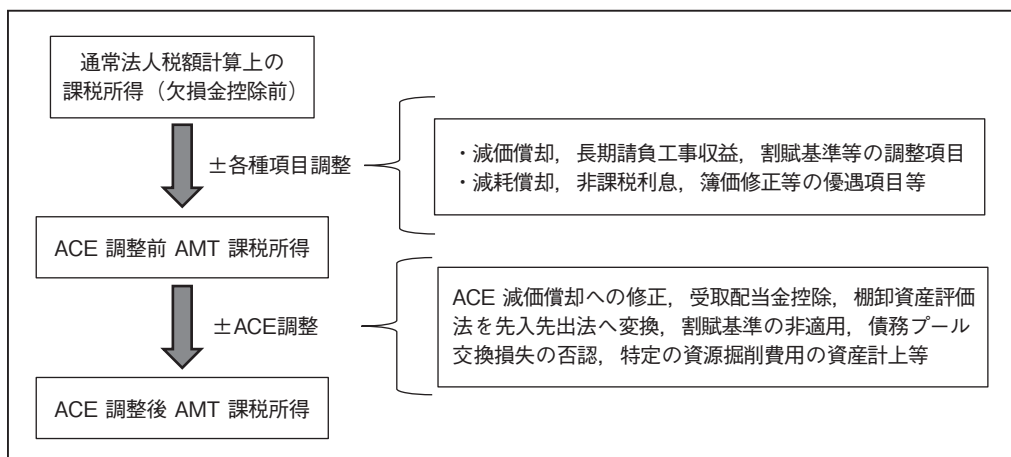 通常法人税額計算上の
課税所得（欠損金控除前）
±各種項目調整
・減価償却，長期請負工事収益，割賦基準等の調整項目
・減耗償却，非課税利息，簿価修正等の優遇項目等
ACE 調整前 AMT 課税所得
±ACE調整
ACE 減価償却への修正，受取配当金控除，棚卸資産評価
法を先入先出法へ変換，割賦基準の非適用，債務プール
交換損失の否認，特定の資源掘削費用の資産計上等
ACE 調整後 AMT 課税所得